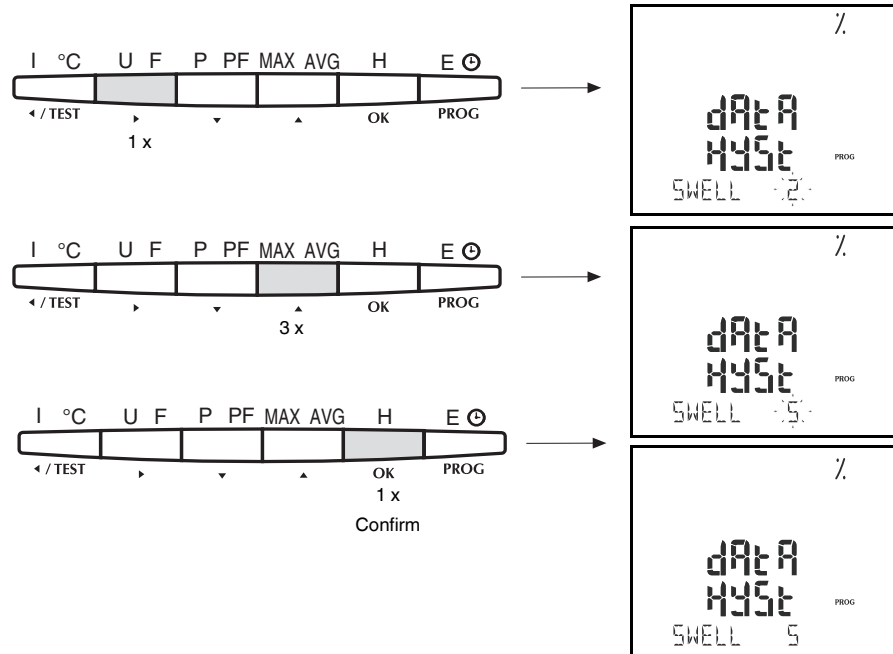 I °C U F P PF MAX AVG H E
/ TEST OK PROG
1 x
%
dAtA
HYSt
PROG
SWELL 2
I °C U F P PF MAX AVG H E
/ TEST OK PROG
3 x
%
dAtA
HYSt
PROG
SWELL 5
I °C U F P PF MAX AVG H E
/ TEST OK PROG
1 x
Confirm
%
dAtA
HYSt
PROG
SWELL 5